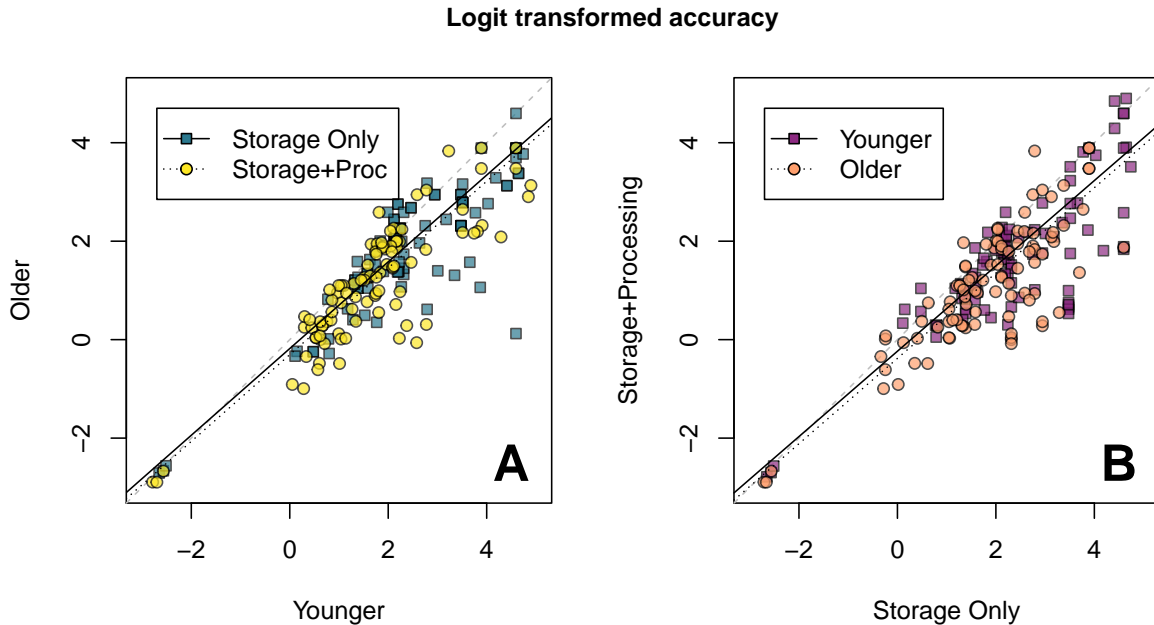 Logit transformed accuracy
Older
4
2
0
−2
Storage Only
Storage+Proc
A
−2 0 2 4
Younger
Storage+Processing
4
2
0
−2
Younger
Older
B
−2 0 2 4
Storage Only